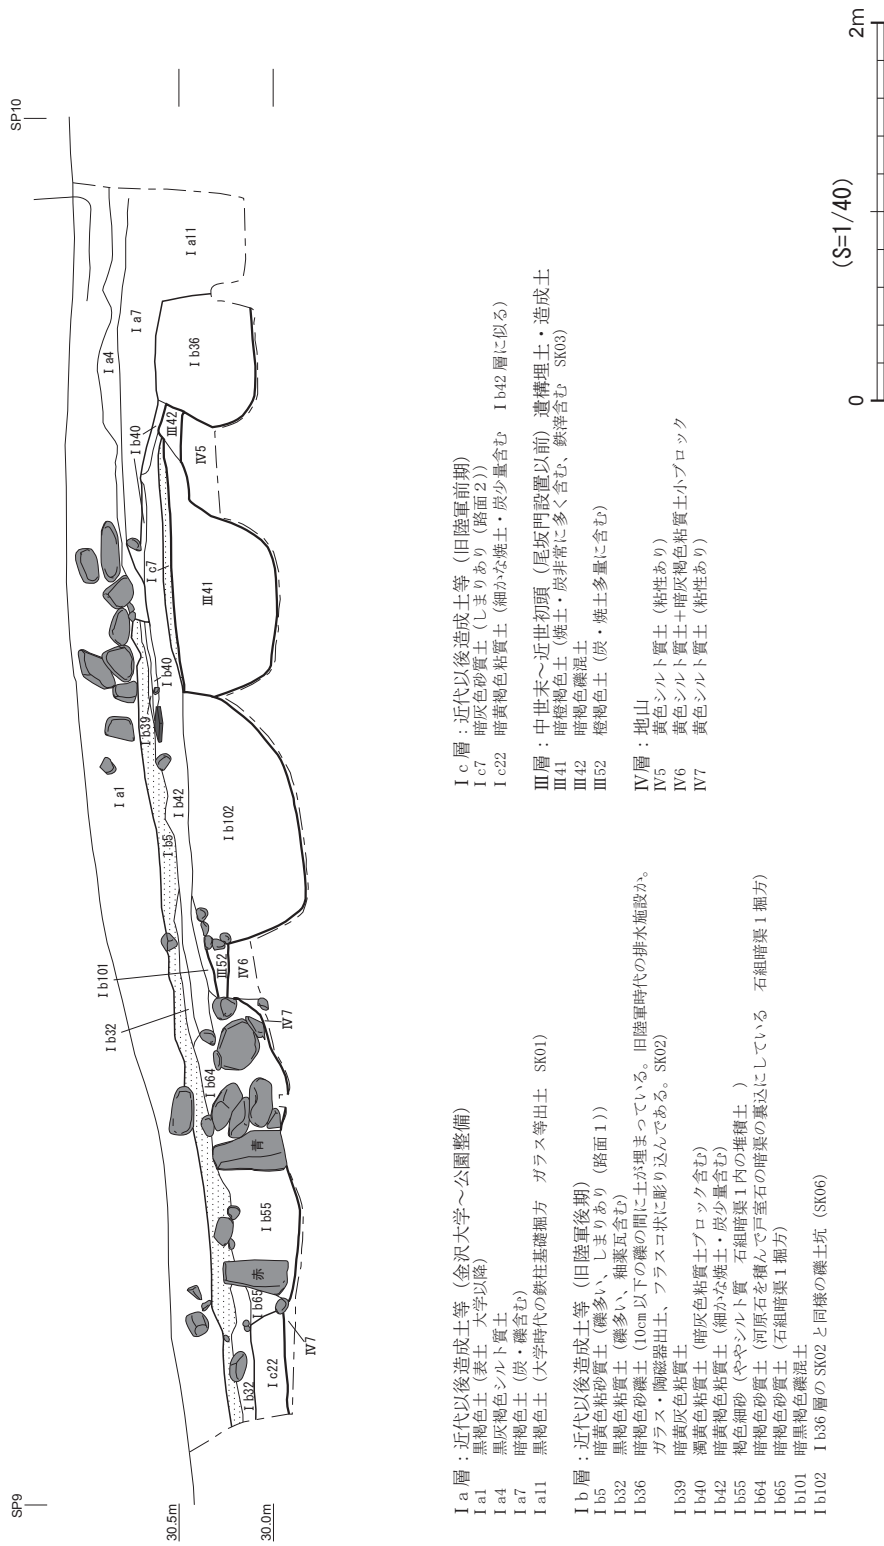 SP9
SP10
30.5m
30.0m
Ⅰa1
Ⅰa4
Ⅰa7
Ⅰa11
Ⅰb36
Ⅰb40
Ⅲ42
Ⅳ5
Ⅰc7
Ⅲ41
Ⅰb40
Ⅰb39
Ⅰb42
Ⅰb5
Ⅰb102
Ⅰb101
Ⅲ52
Ⅳ6
Ⅰb32
Ⅳ7
Ⅰb64
青
Ⅰb55
赤
Ⅰb65
Ⅳ7
Ⅰb32
Ⅰc22
Ⅰa層：近代以後造成土等（金沢大学～公園整備）
Ⅰa1 黒褐色土（表土 大学以降）
Ⅰa4 黒灰褐色シルト質土
Ⅰa7 暗褐色土（炭・礫含む）
Ⅰa11 黒褐色土（大学時代の鉄柱基礎掘方 ガラス等出土 SK01）
Ⅰb層：近代以後造成土等（旧陸軍後期）
Ⅰb5 暗黄色粘砂質土（礫多い、しまりあり（路面1））
Ⅰb32 黒褐色粘質土（礫多い、釉薬瓦含む）
Ⅰb36 暗褐色砂礫土（10cm以下の礫の間に土が埋まっている。旧陸軍時代の排水施設か。
ガラス・陶磁器出土、フラスコ状に彫り込んである。SK02）
Ⅰb39 暗黄灰色粘質土
Ⅰb40 濁黄色粘質土（暗灰色粘質土ブロック含む）
Ⅰb42 暗黄褐色粘質土（細かな焼土・炭少量含む）
Ⅰb55 褐色細砂（ややシルト質 石組暗渠1内の堆積土 ）
Ⅰb64 暗褐色砂質土（河原石を積んで戸室石の暗渠の裏込にしている 石組暗渠1掘方）
Ⅰb65 暗褐色砂質土（石組暗渠1掘方）
Ⅰb101 暗黒褐色礫混土
Ⅰb102 Ⅰb36層のSK02と同様の礫土坑（SK06）
Ⅰc層：近代以後造成土等（旧陸軍前期）
Ⅰc7 暗灰色砂質土（しまりあり（路面2））
Ⅰc22 暗黄褐色粘質土（細かな焼土・炭少量含む Ⅰb42層に似る）
Ⅲ層：中世末～近世初頭（尾坂門設置以前）遺構埋土・造成土
Ⅲ41 暗橙褐色土（焼土・炭非常に多く含む、鉄滓含む SK03）
Ⅲ42 暗褐色礫混土
Ⅲ52 橙褐色土（炭・焼土多量に含む）
Ⅳ層：地山
Ⅳ5 黄色シルト質土（粘性あり）
Ⅳ6 黄色シルト質土＋暗灰褐色粘質土小ブロック
Ⅳ7 黄色シルト質土（粘性あり）
(S=1/40)
0
2m